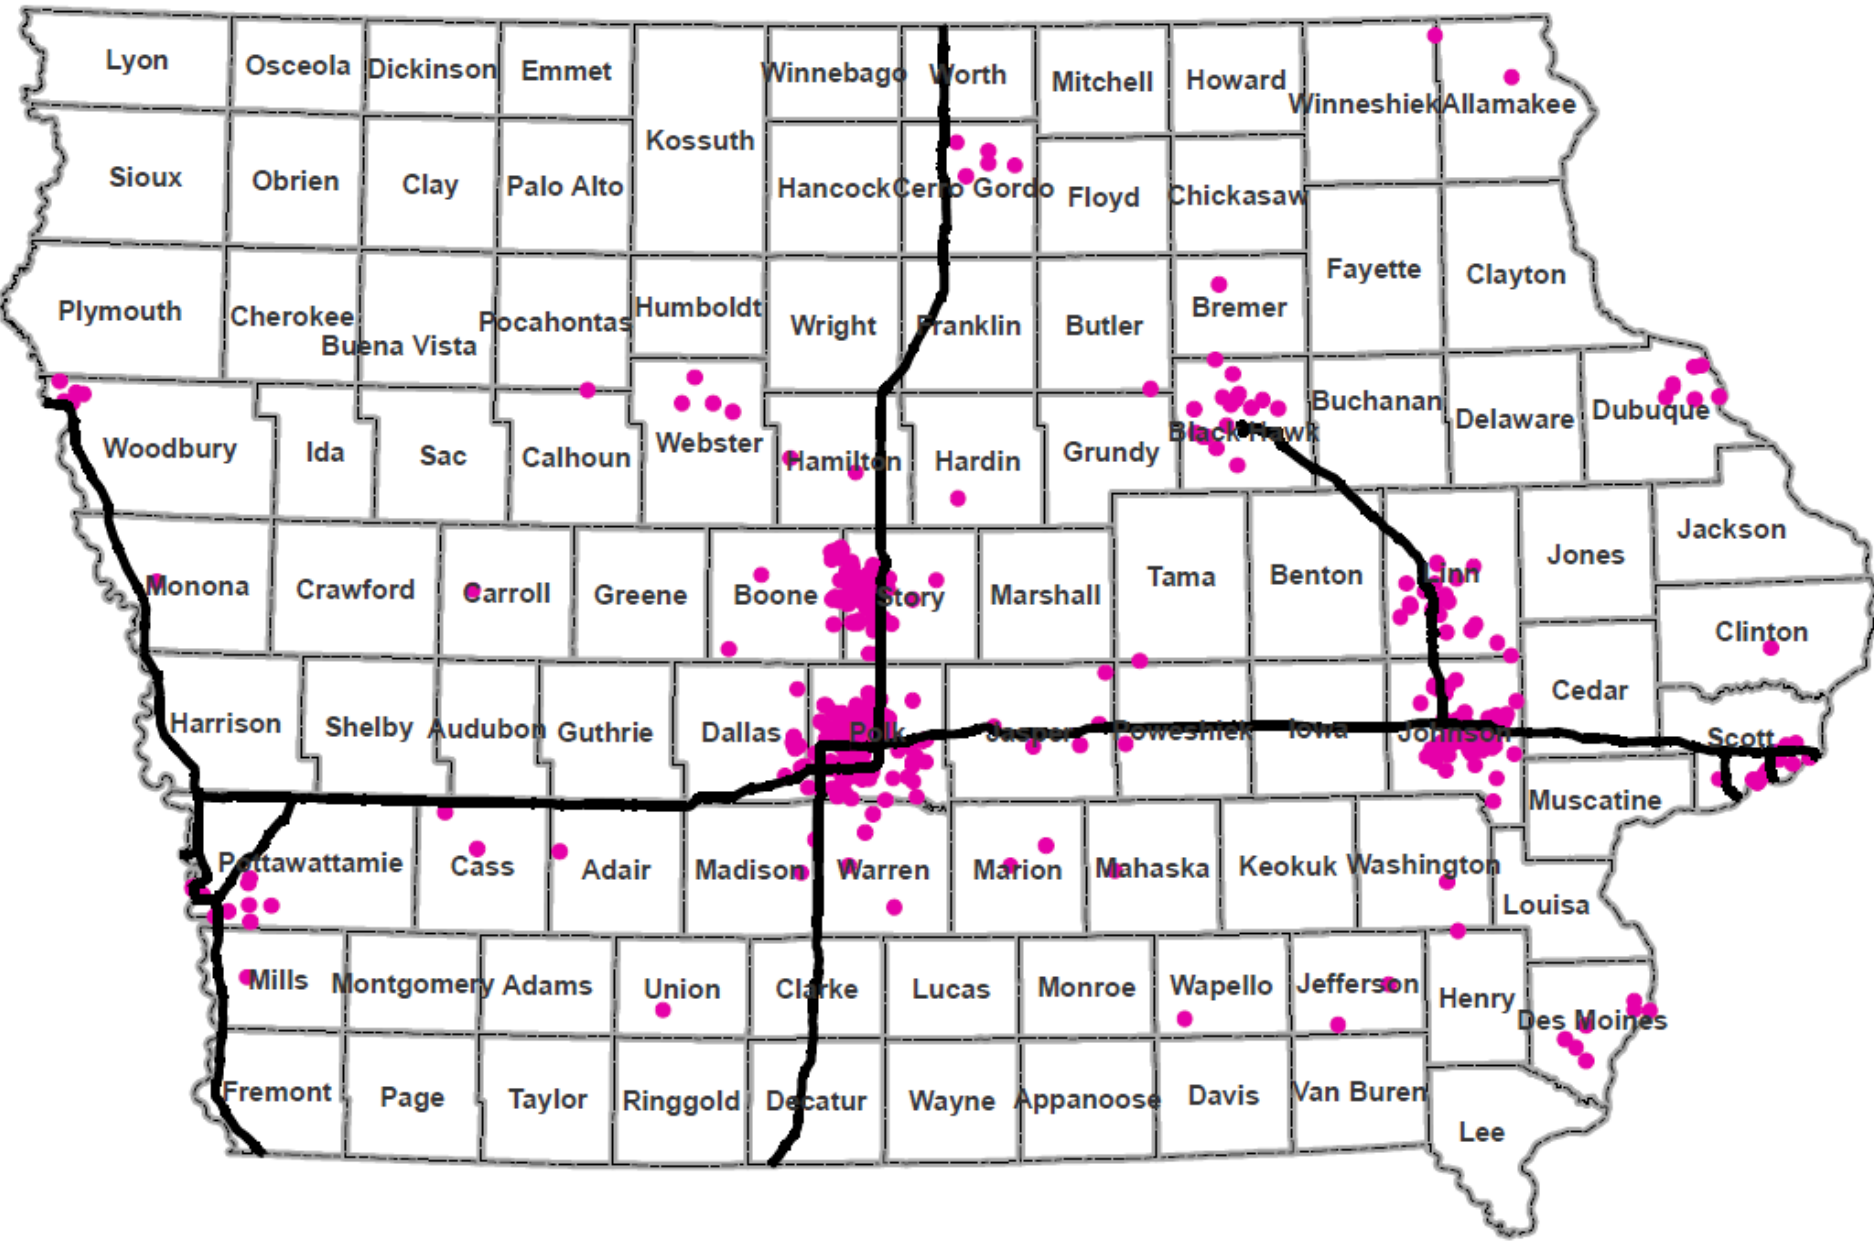 Lyon
Osceola
Dickinson
Emmet
Kossuth
Winnebago
Worth
Mitchell
Howard
Winneshiek
Allamakee
Sioux
Obrien
Clay
Palo Alto
Hancock
Cerro Gordo
Floyd
Chickasaw
Plymouth
Cherokee
Buena Vista
Pocahontas
Humboldt
Wright
Franklin
Butler
Bremer
Fayette
Clayton
Woodbury
Ida
Sac
Calhoun
Webster
Hamilton
Hardin
Grundy
Black Hawk
Buchanan
Delaware
Dubuque
Monona
Crawford
Carroll
Greene
Boone
Story
Marshall
Tama
Benton
Linn
Jones
Jackson
Clinton
Harrison
Shelby
Audubon
Guthrie
Dallas
Polk
Jasper
Poweshiek
Iowa
Johnson
Cedar
Scott
Muscatine
Pottawattamie
Cass
Adair
Madison
Warren
Marion
Mahaska
Keokuk
Washington
Louisa
Mills
Montgomery
Adams
Union
Clarke
Lucas
Monroe
Wapello
Jefferson
Henry
Des Moines
Fremont
Page
Taylor
Ringgold
Decatur
Wayne
Appanoose
Davis
Van Buren
Lee